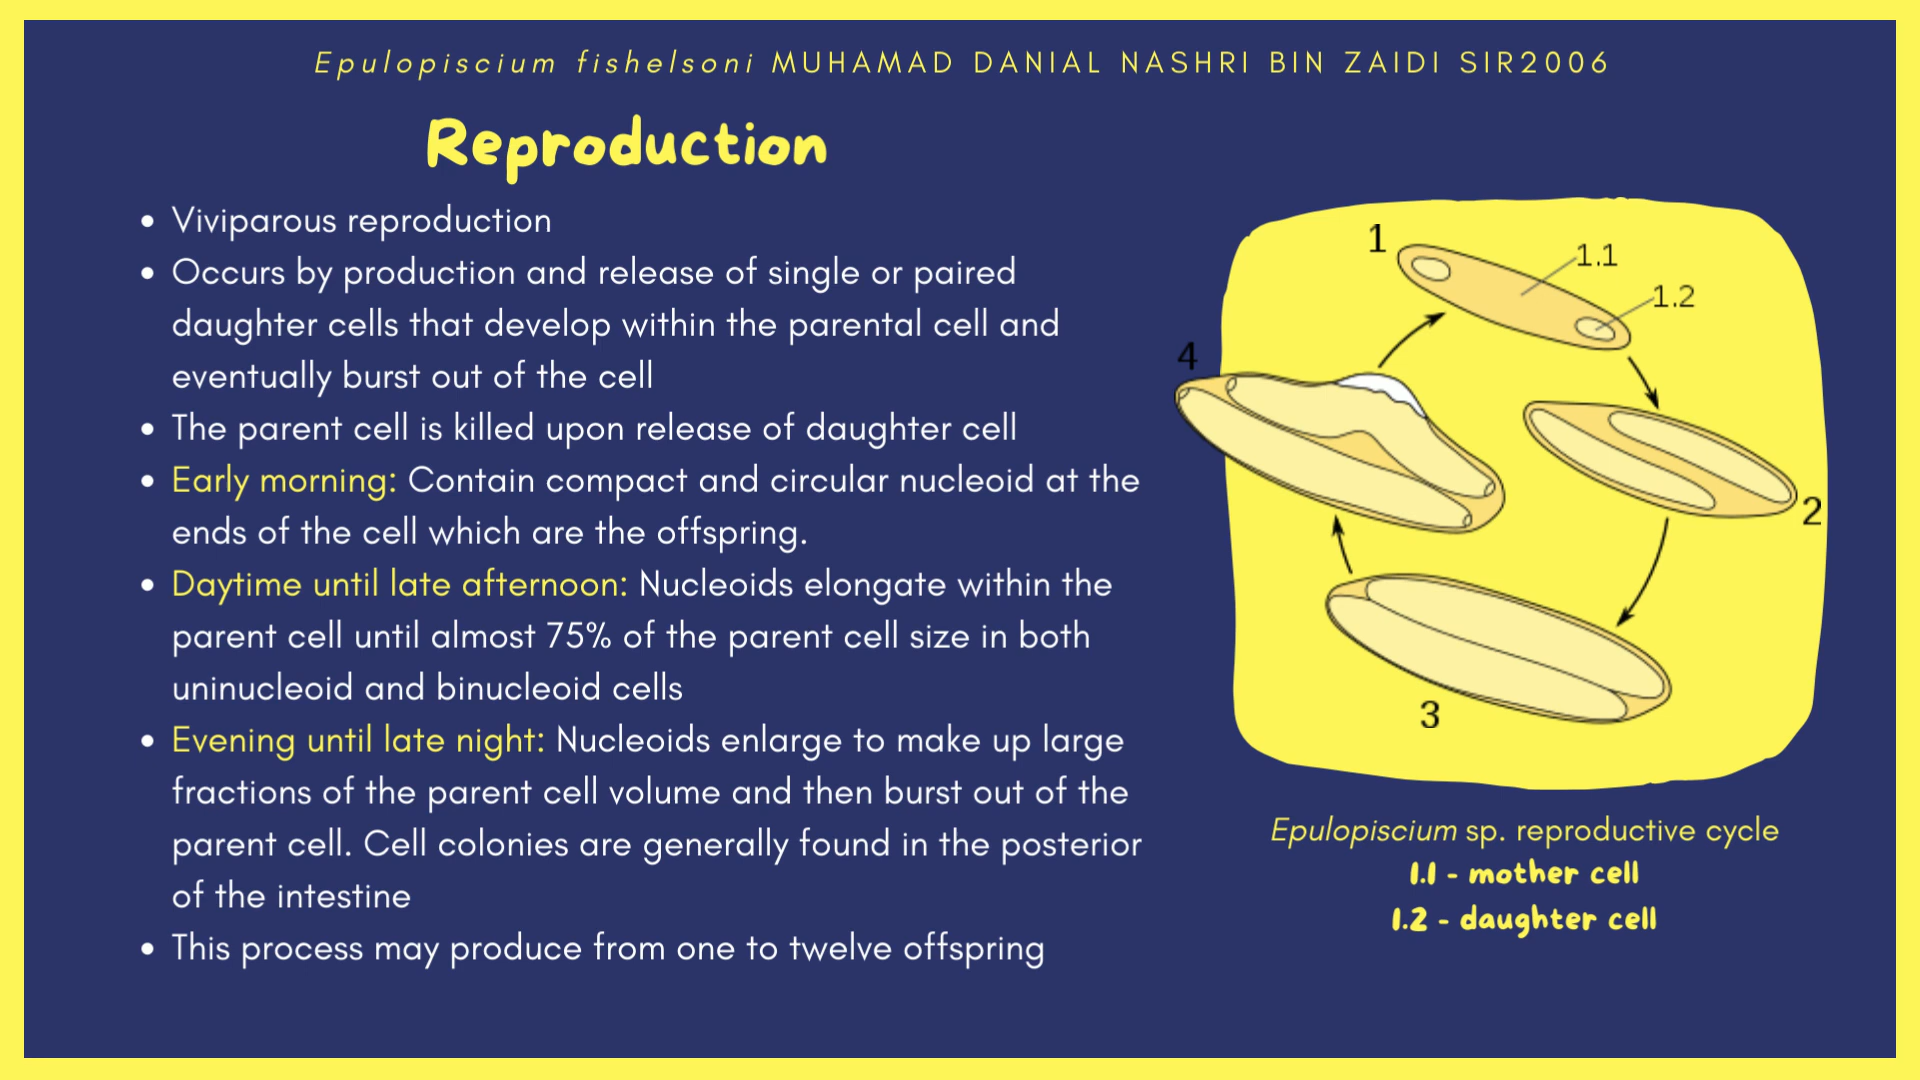 Epulopiscium fishelsoni MUHAMAD DANIAL NASHRI BIN ZAIDI SIR2006
Reproduction
• Viviparous reproduction
• Occurs by production and release of single or paired
daughter cells that develop within the parental cell and
eventually burst out of the cell
• The parent cell is killed upon release of daughter cell
• Early morning: Contain compact and circular nucleoid at the
ends of the cell which are the offspring.
• Daytime until late afternoon: Nucleoids elongate within the
parent cell until almost 75% of the parent cell size in both
uninucleoid and binucleoid cells
• Evening until late night: Nucleoids enlarge to make up large
fractions of the parent cell volume and then burst out of the
parent cell. Cell colonies are generally found in the posterior
of the intestine
• This process may produce from one to twelve offspring
1
1.1
1.2
4
2
3
Epulopiscium sp. reproductive cycle
1.1 - mother cell
1.2 - daughter cell